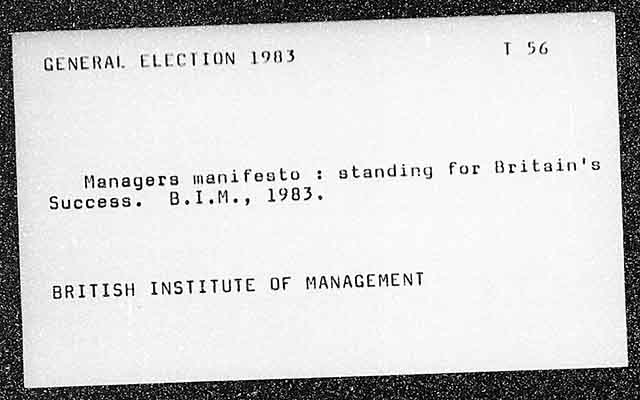 GENERAL ELECTION 1983 T 56
Managers manifesto : standing for Britain's
Success. B.I.M., 1983.
BRITISH INSTITUTE OF MANAGEMENT